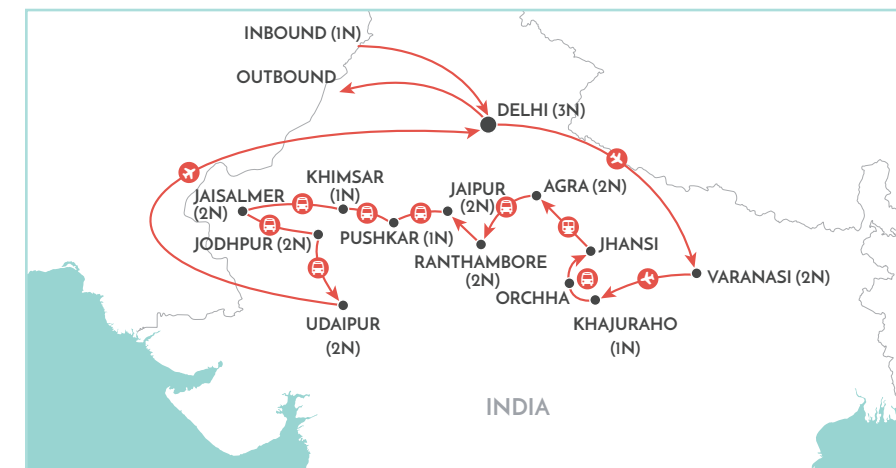 INBOUND (1N)
OUTBOUND
DELHI (3N)
KHIMSAR
(1N)
JAISALMER
(2N)
JAIPUR
(2N)
AGRA (2N)
JODHPUR (2N)
PUSHKAR (1N)
JHANSI
RANTHAMBORE
(2N)
VARANASI (2N)
ORCHHA
UDAIPUR
(2N)
KHAJURAHO
(1N)
INDIA